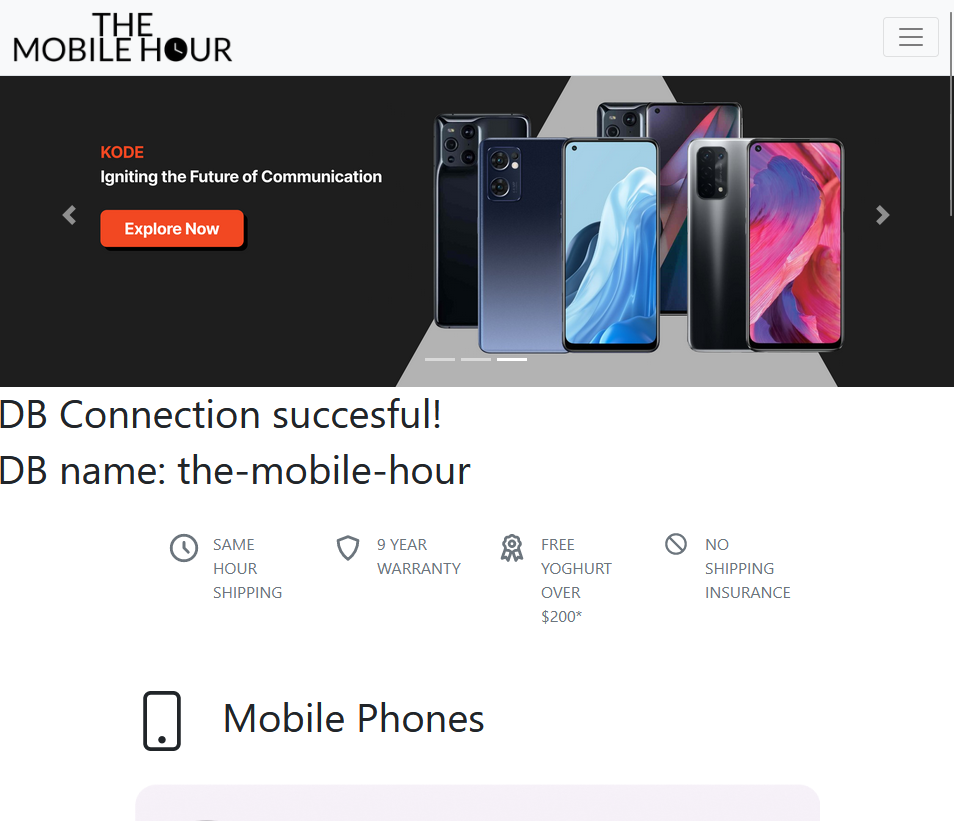 THE
MOBILE HOUR
KODE
Igniting the Future of Communication
Explore Now
DB Connection succesful!
DB name: the-mobile-hour
SAME
HOUR
SHIPPING
9 YEAR
WARRANTY
FREE
YOGHURT
OVER
$200*
NO
SHIPPING
INSURANCE
Mobile Phones